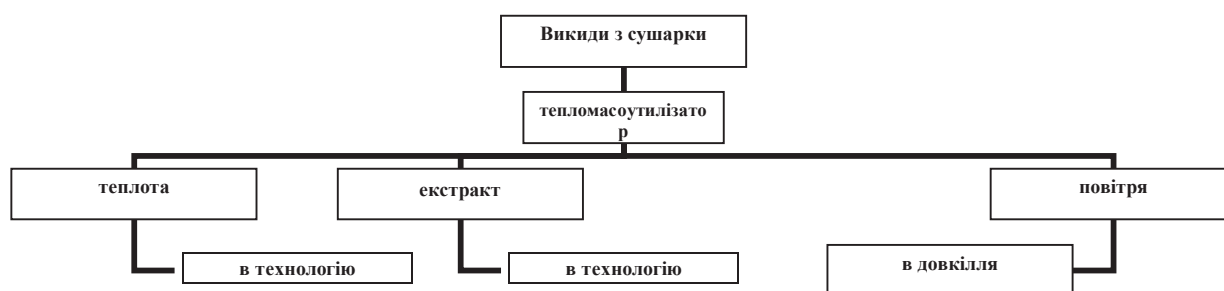 Викиди з сушарки
тепломасоутилізато
р
теплота
екстракт
повітря
в технологію
в технологію
в довкілля